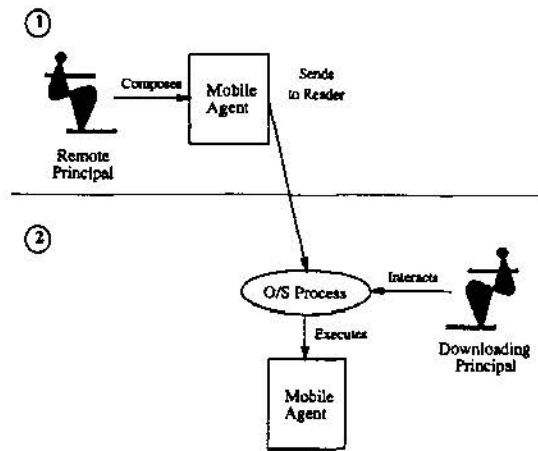 1
Composes
Mobile
Agent
Sends
to Reader
Remote
Principal
2
O/S Process
Interacts
Executes
Downloading
Principal
Mobile
Agent